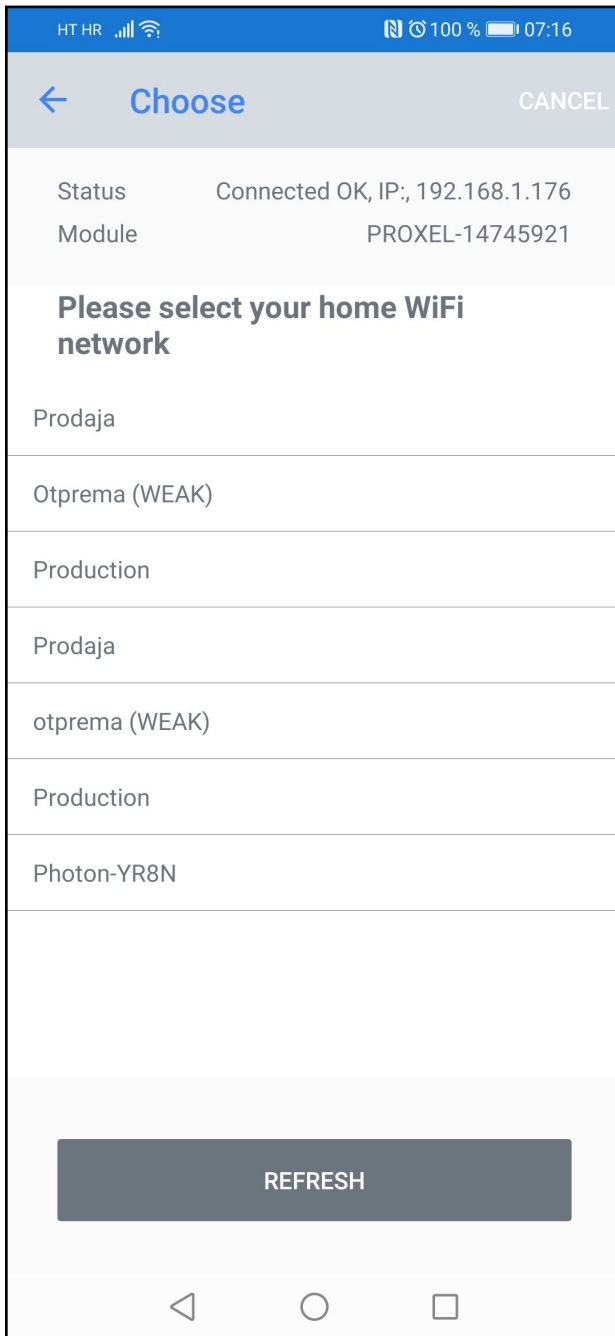 HT HR 100 % 07:16
Choose CANCEL
Status Connected OK, IP:, 192.168.1.176
Module PROXEL-14745921
Please select your home WiFi
network
Prodaja
Otprema (WEAK)
Production
Prodaja
otprema (WEAK)
Production
Photon-YR8N
REFRESH